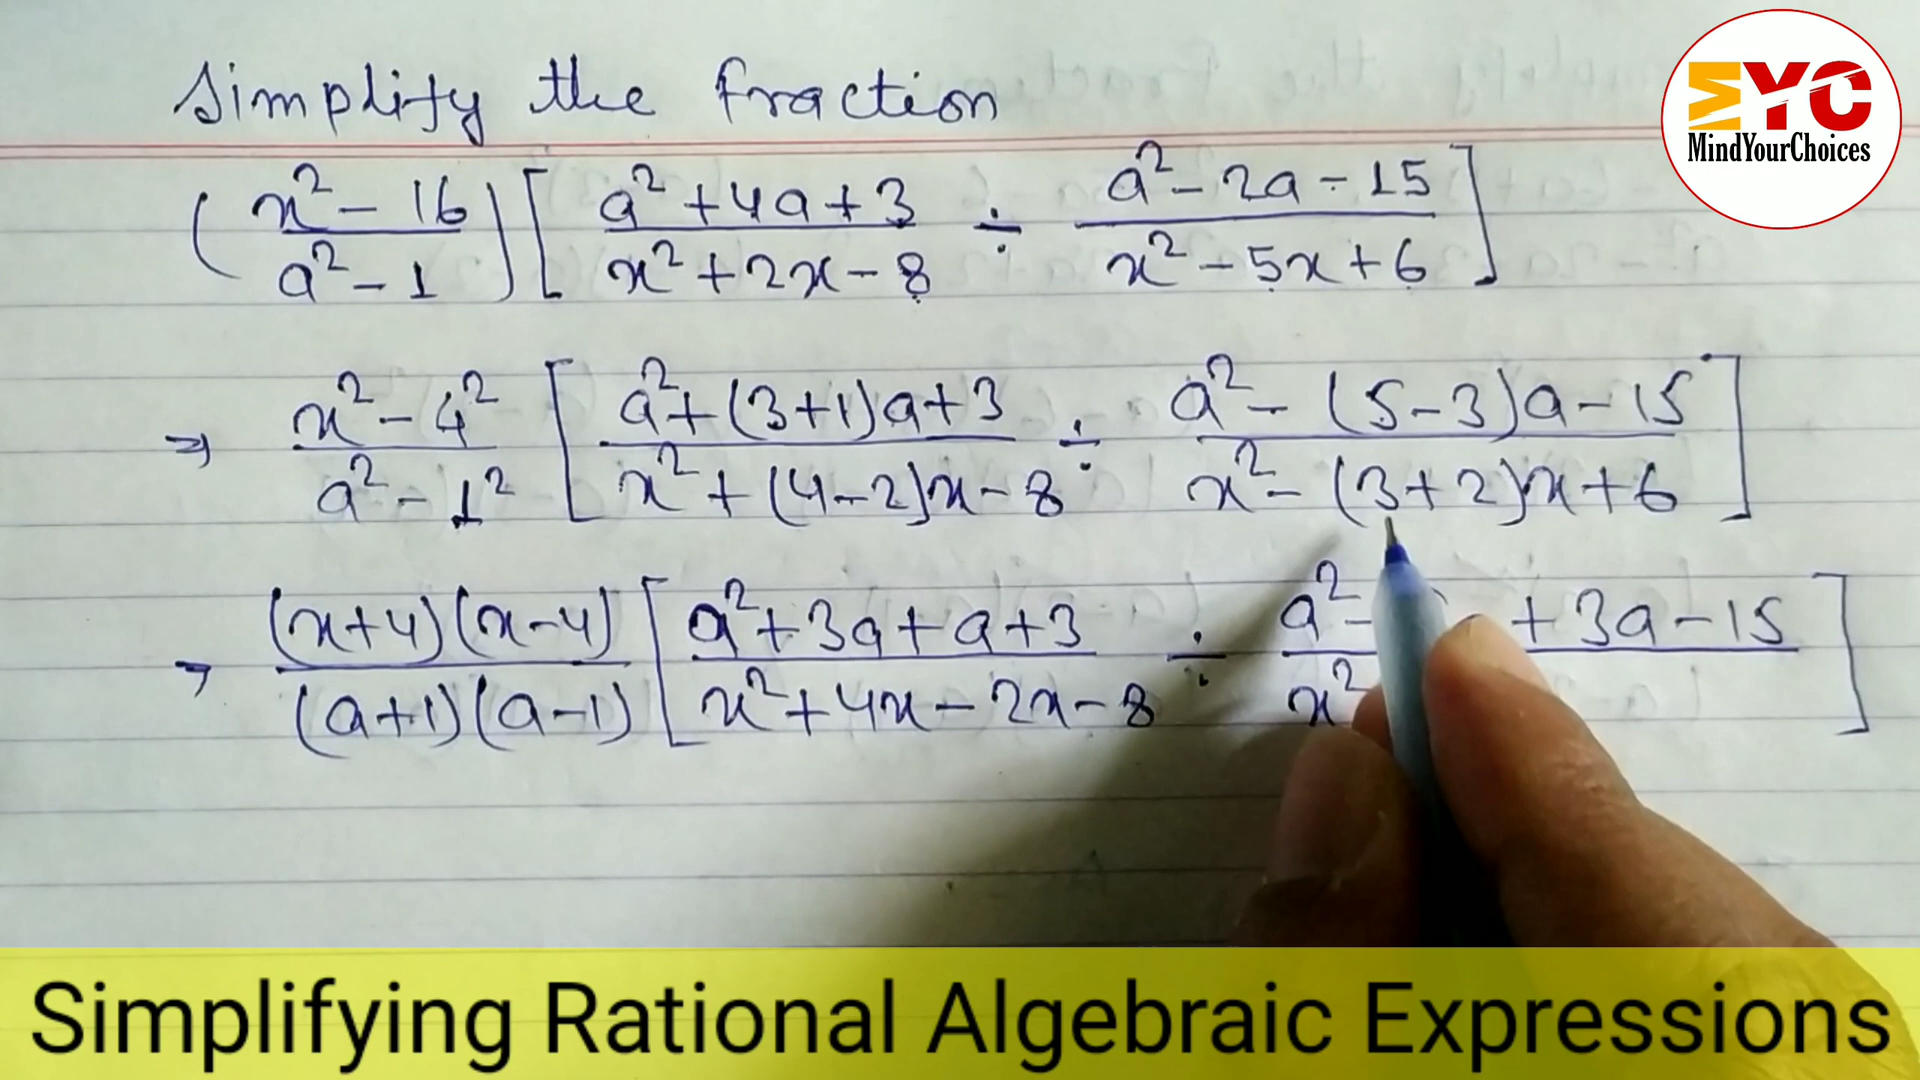 Simplify the fraction
MYC
MindYourChoices
(x² - 16 / a² - 1) [a² + 4a + 3 / x² + 2x - 8 ÷ a² - 2a - 15 / x² - 5x + 6]
⇒ x² - 4² / a² - 1² [a² + (3+1)a + 3 / x² + (4-2)x - 8 ÷ a² - (5-3)a - 15 / x² - (3+2)x + 6]
⇒ (x+4)(x-4) / (a+1)(a-1) [a² + 3a + a + 3 / x² + 4x - 2x - 8 ÷ a² - + 3a - 15 / x²]
Simplifying Rational Algebraic Expressions